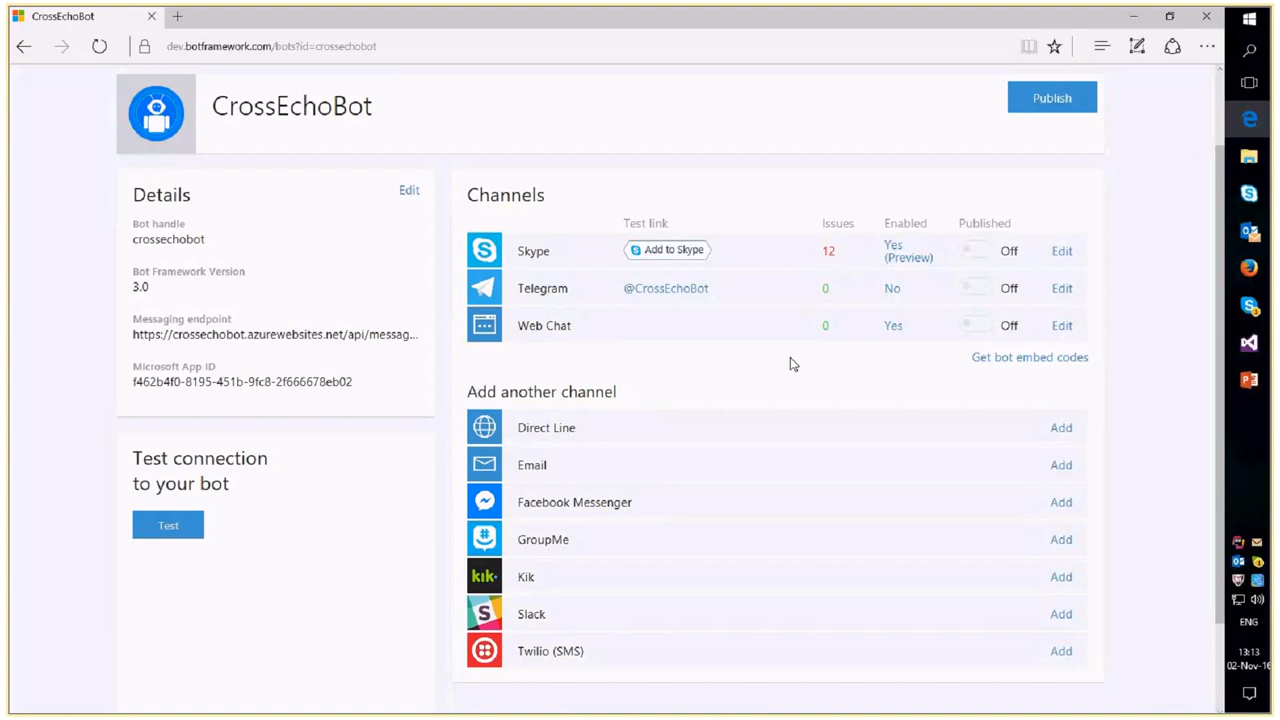 CrossEchoBot
dev.botframework.com/bots?id=crossechobot
CrossEchoBot
Publish
Details
Edit
Bot handle
crossechobot
Bot Framework Version
3.0
Messaging endpoint
https://crossechobot.azurewebsites.net/api/messag...
Microsoft App ID
f462b4f0-8195-451b-9fc8-2f666678eb02
Test connection
to your bot
Test
Channels
Test link Issues Enabled Published
Skype Add to Skype 12 Yes (Preview) Off Edit
Telegram @CrossEchoBot 0 No Off Edit
Web Chat 0 Yes Off Edit
Get bot embed codes
Add another channel
Direct Line Add
Email Add
Facebook Messenger Add
GroupMe Add
kik Kik Add
S Slack Add
Twilio (SMS) Add
ENG
13:13
02-Nov-16